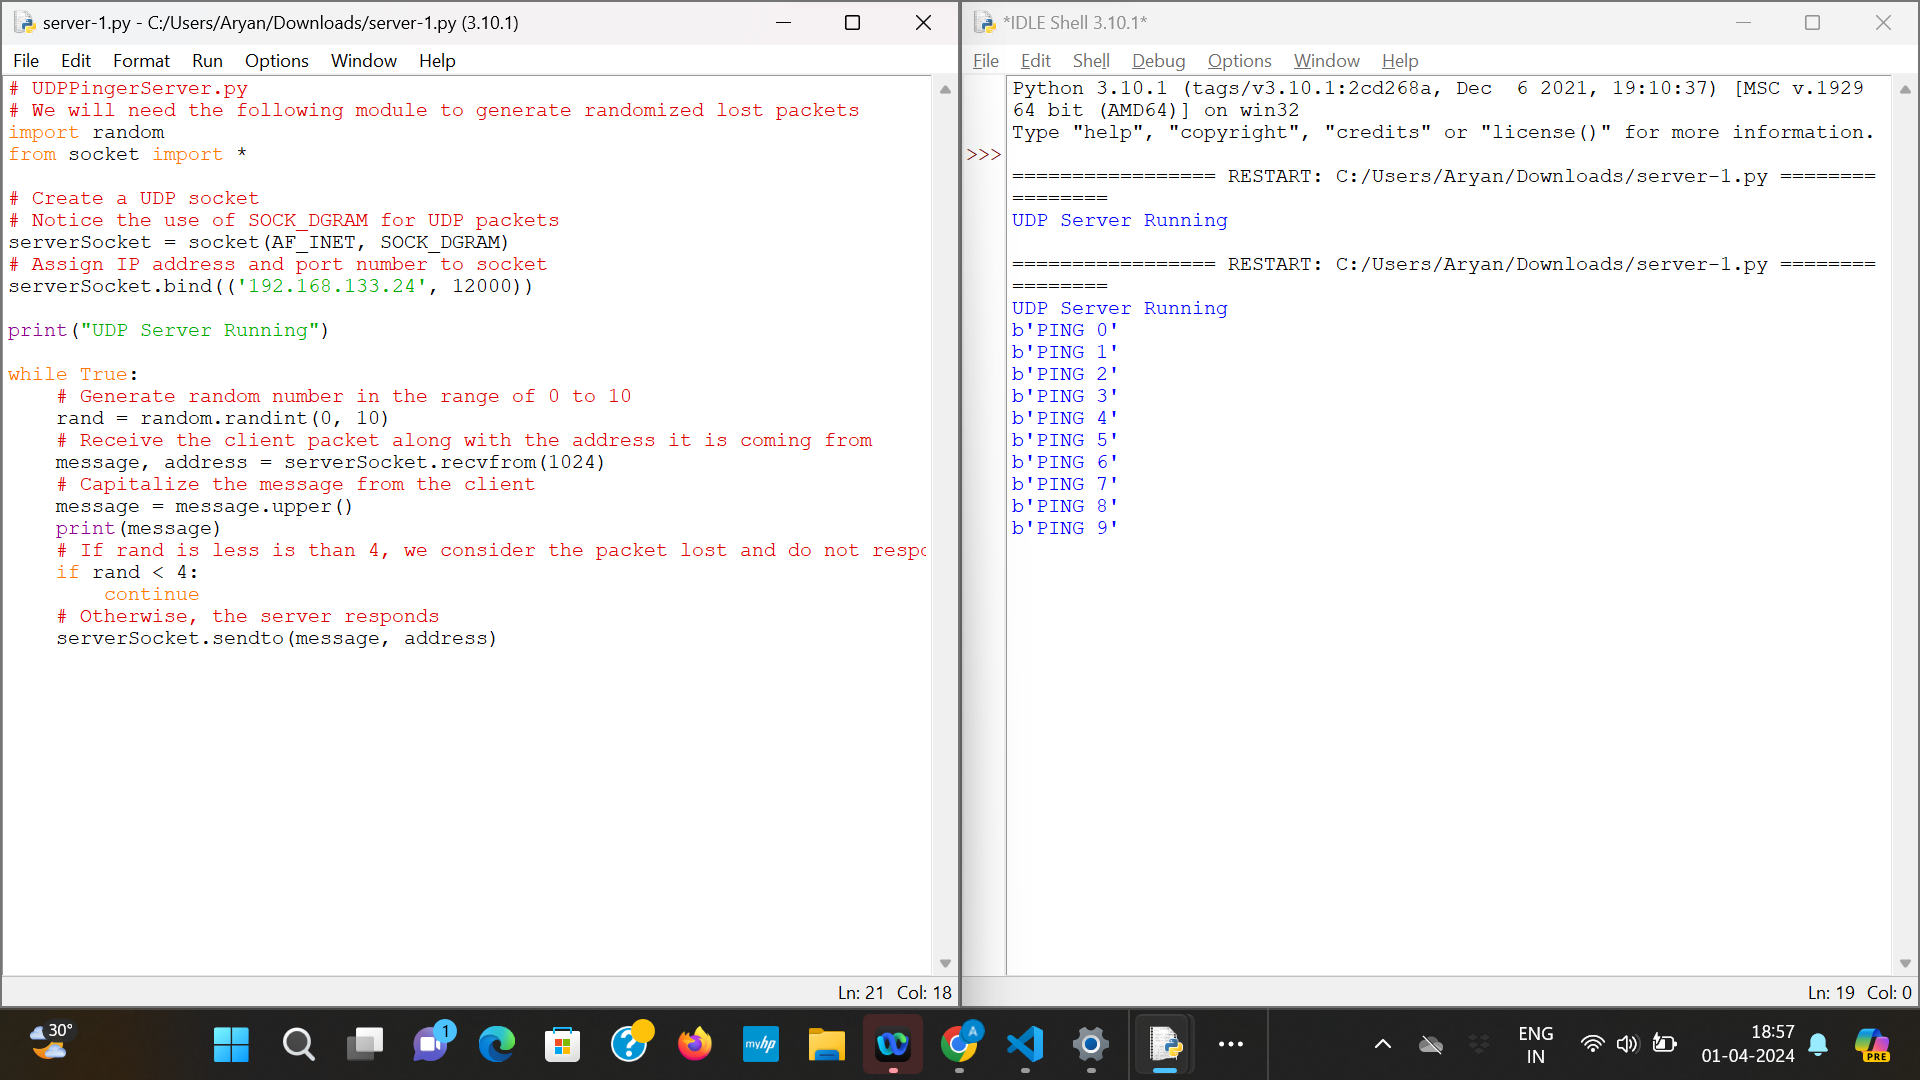 server-1.py - C:/Users/Aryan/Downloads/server-1.py (3.10.1)
File Edit Format Run Options Window Help
# UDPPingerServer.py
# We will need the following module to generate randomized lost packets
import random
from socket import *
# Create a UDP socket
# Notice the use of SOCK_DGRAM for UDP packets
serverSocket = socket(AF_INET, SOCK_DGRAM)
# Assign IP address and port number to socket
serverSocket.bind(('192.168.133.24', 12000))
print("UDP Server Running")
while True:
    # Generate random number in the range of 0 to 10
    rand = random.randint(0, 10)
    # Receive the client packet along with the address it is coming from
    message, address = serverSocket.recvfrom(1024)
    # Capitalize the message from the client
    message = message.upper()
    print(message)
    # If rand is less is than 4, we consider the packet lost and do not
    if rand < 4:
        continue
    # Otherwise, the server responds
    serverSocket.sendto(message, address)
Ln: 21 Col: 18
*IDLE Shell 3.10.1*
File Edit Shell Debug Options Window Help
Python 3.10.1 (tags/v3.10.1:2cd268a, Dec  6 2021, 19:10:37) [MSC v.1929
64 bit (AMD64)] on win32
Type "help", "copyright", "credits" or "license()" for more information.
>>>
================= RESTART: C:/Users/Aryan/Downloads/server-1.py ========
========
UDP Server Running
================= RESTART: C:/Users/Aryan/Downloads/server-1.py ========
========
UDP Server Running
b'PING 0'
b'PING 1'
b'PING 2'
b'PING 3'
b'PING 4'
b'PING 5'
b'PING 6'
b'PING 7'
b'PING 8'
b'PING 9'
Ln: 19 Col: 0
30°
1
myhp
A
ENG
IN
18:57
01-04-2024
PRE